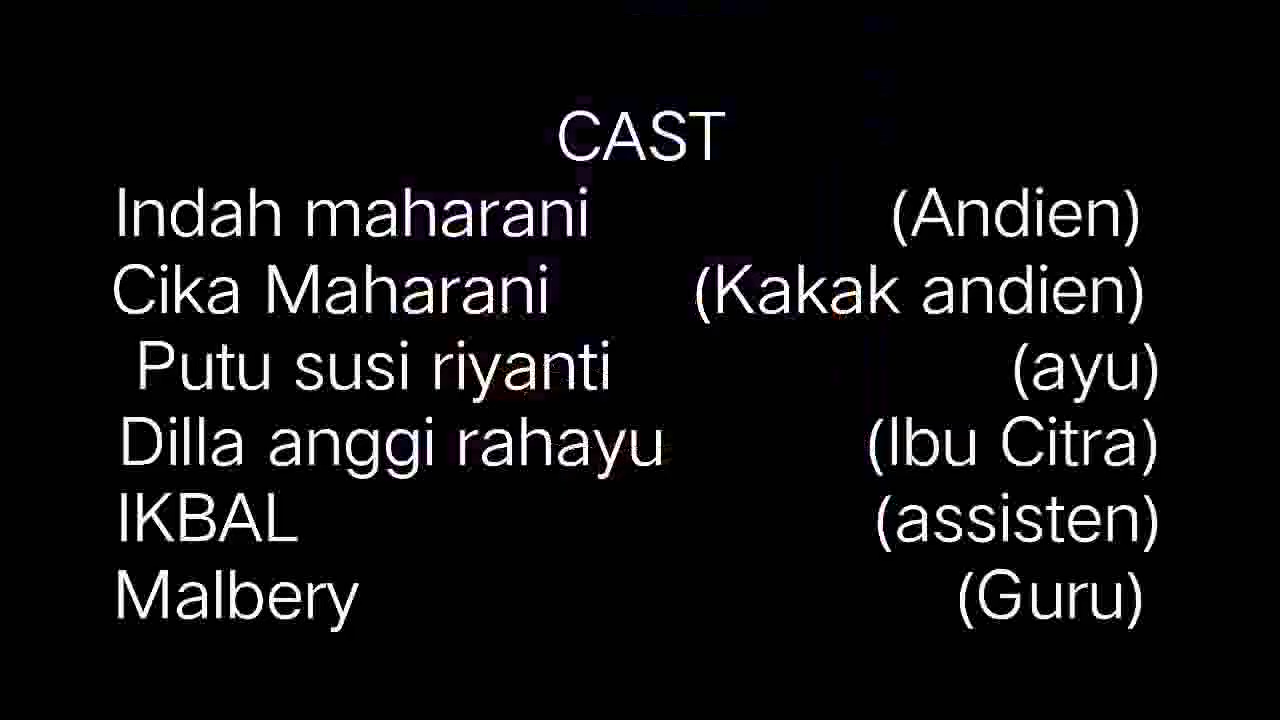 CAST
Indah maharani (Andien)
Cika Maharani (Kakak andien)
Putu susi riyanti (ayu)
Dilla anggi rahayu (Ibu Citra)
IKBAL (assisten)
Malbery (Guru)